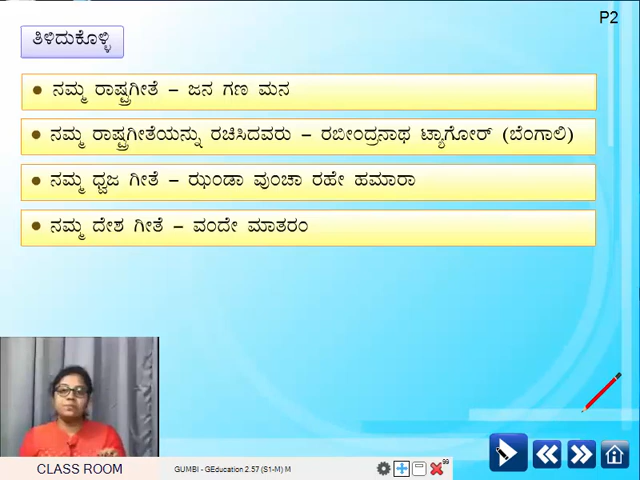 P2
ತಿಳಿದುಕೊಳ್ಳಿ
ನಮ್ಮ ರಾಷ್ಟ್ರಗೀತೆ – ಜನ ಗಣ ಮನ
ನಮ್ಮ ರಾಷ್ಟ್ರಗೀತೆಯನ್ನು ರಚಿಸಿದವರು – ರಬೀಂದ್ರನಾಥ ಟ್ಯಾಗೋರ್ (ಬೆಂಗಾಲಿ)
ನಮ್ಮ ಧ್ವಜ ಗೀತೆ – ಝಂಡಾ ವುಂಚಾ ರಹೇ ಹಮಾರಾ
ನಮ್ಮ ದೇಶ ಗೀತೆ – ವಂದೇ ಮಾತರಂ
CLASS ROOM
GUMBI - GEducation 2.57 (S1-M) M
99